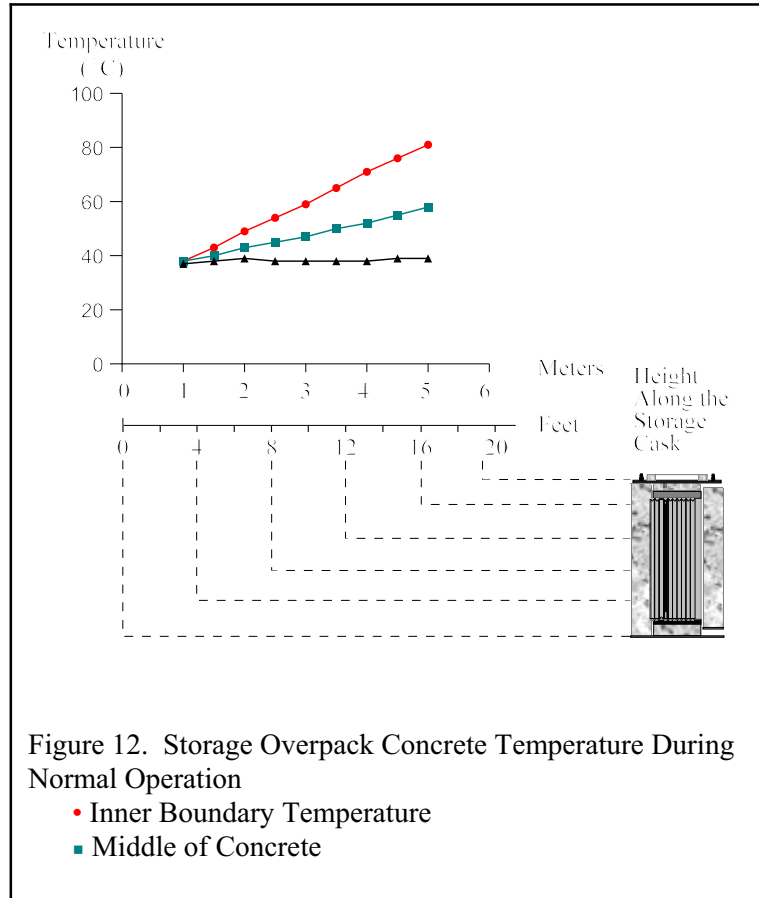 Temperature
(°C)
100
80
60
40
20
0
0 1 2 3 4 5 6
Meters
0 4 8 12 16 20
Feet
Height
Along the
Storage
Cask
Figure 12. Storage Overpack Concrete Temperature During
Normal Operation
• Inner Boundary Temperature
■ Middle of Concrete